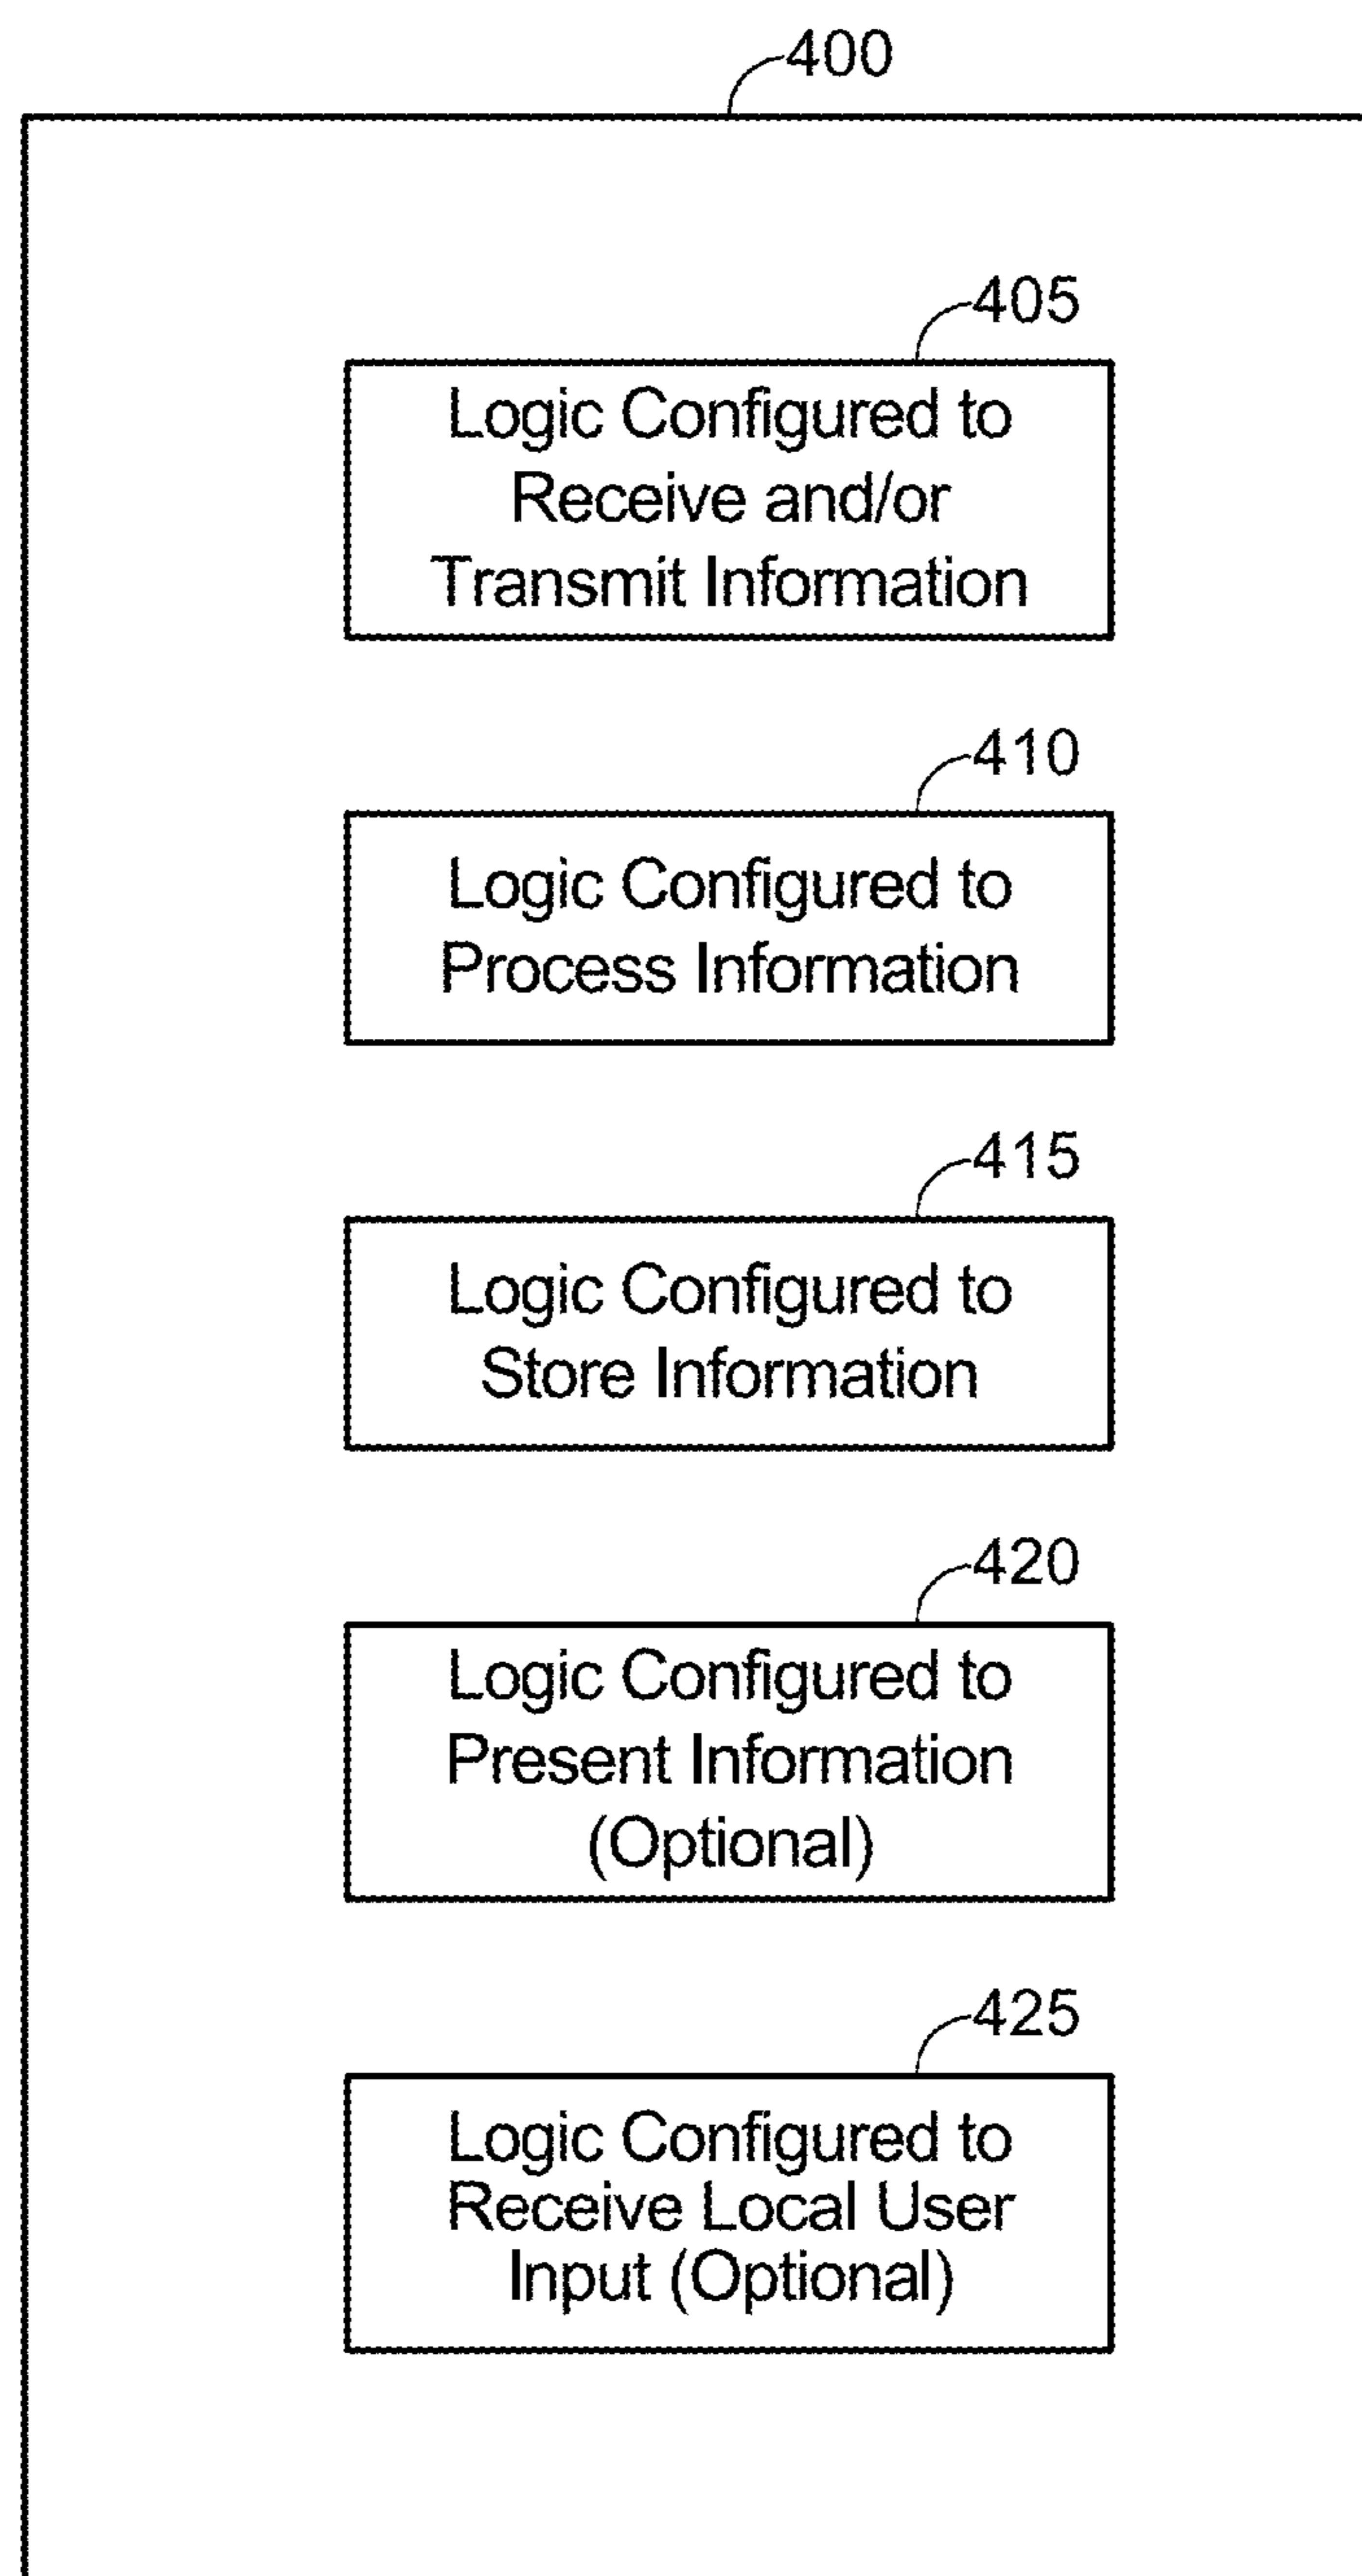 400
405
Logic Configured to
Receive and/or
Transmit Information
410
Logic Configured to
Process Information
415
Logic Configured to
Store Information
420
Logic Configured to
Present Information
(Optional)
425
Logic Configured to
Receive Local User
Input (Optional)